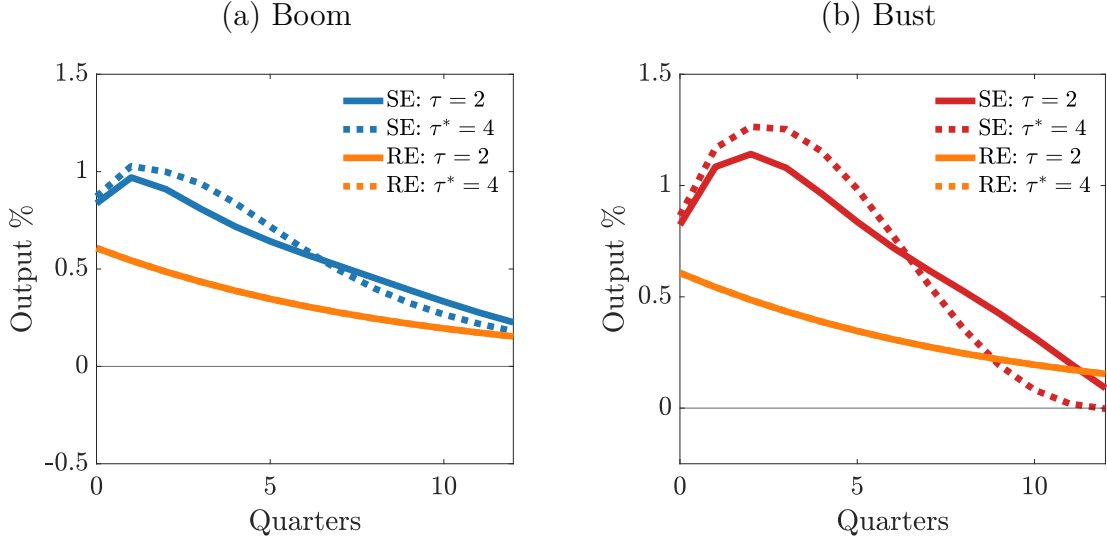 (a) Boom
1.5
1
0.5
0
-0.5
0
5
10
Output %
Quarters
SE: τ = 2
SE: τ* = 4
RE: τ = 2
RE: τ* = 4
(b) Bust
1.5
1
0.5
0
0
5
10
Output %
Quarters
SE: τ = 2
SE: τ* = 4
RE: τ = 2
RE: τ* = 4